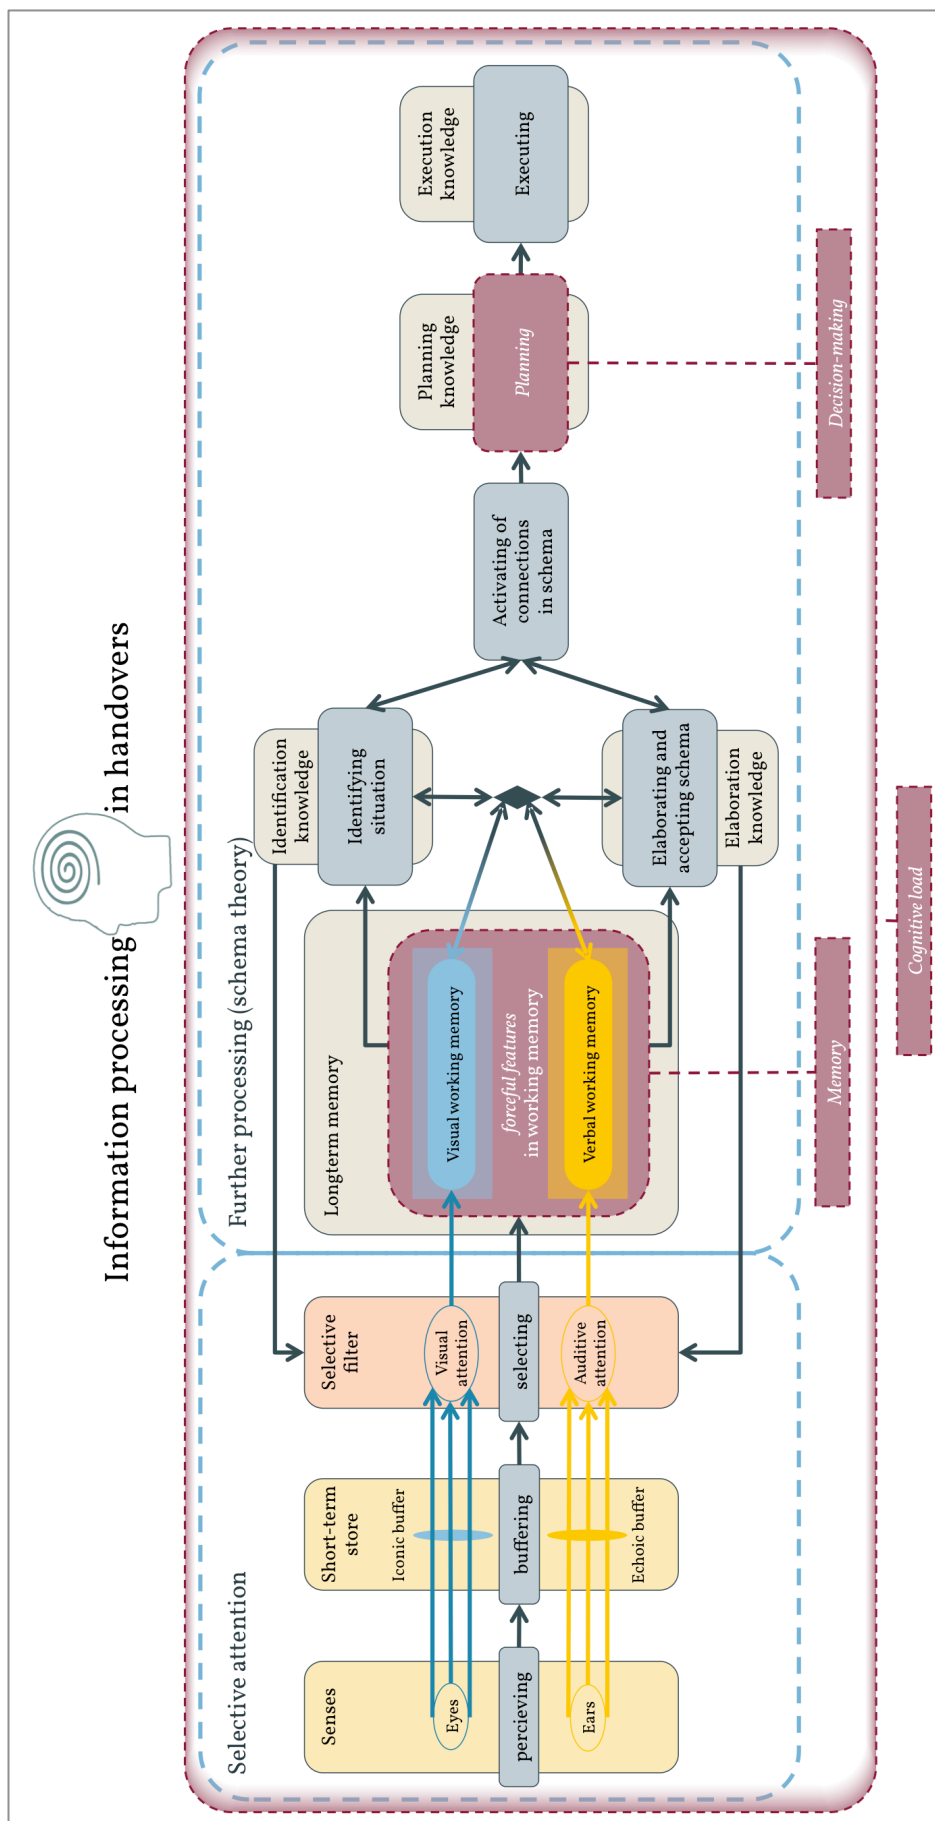 Information processing in handovers
Selective attention
Senses
Eyes
percieving
Ears
Short-term
store
Iconic buffer
buffering
Echoic buffer
Selective
filter
Visual
attention
selecting
Auditive
attention
Further processing (schema theory)
Longterm memory
Visual working memory
forceful features
in working memory
Verbal working memory
Identification
knowledge
Identifying
situation
Elaborating and
accepting schema
Elaboration
knowledge
Activating of
connections
in schema
Planning
knowledge
Planning
Execution
knowledge
Executing
Memory
Decision-making
Cognitive load